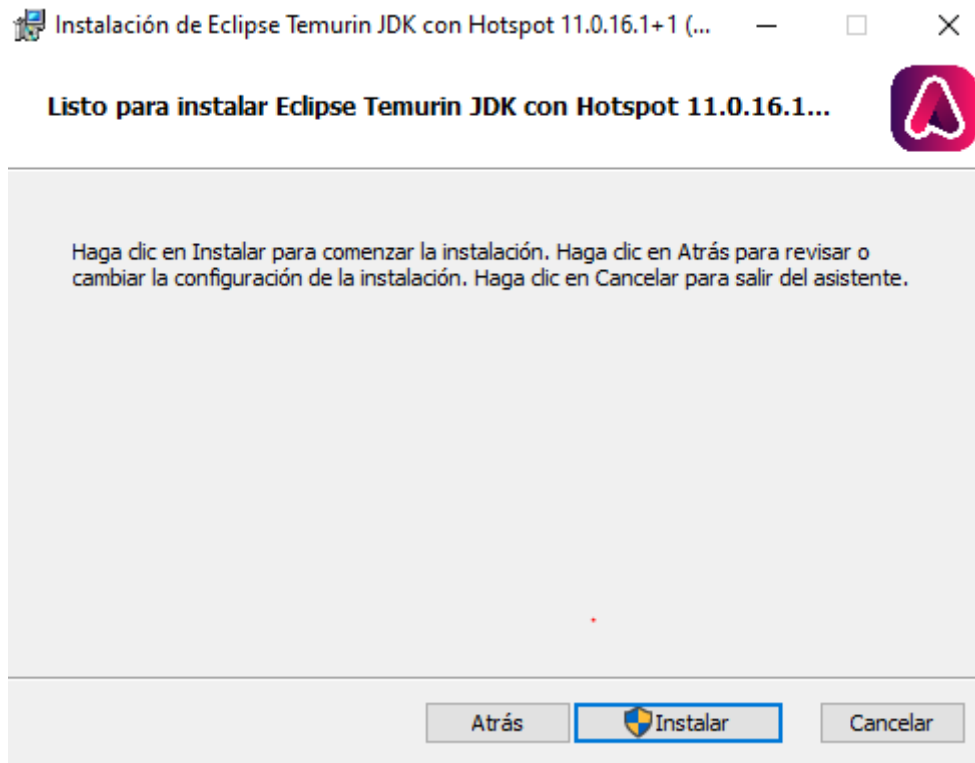 Instalación de Eclipse Temurin JDK con Hotspot 11.0.16.1+1 (...
Listo para instalar Eclipse Temurin JDK con Hotspot 11.0.16.1...
Haga clic en Instalar para comenzar la instalación. Haga clic en Atrás para revisar o
cambiar la configuración de la instalación. Haga clic en Cancelar para salir del asistente.
Atrás
Instalar
Cancelar